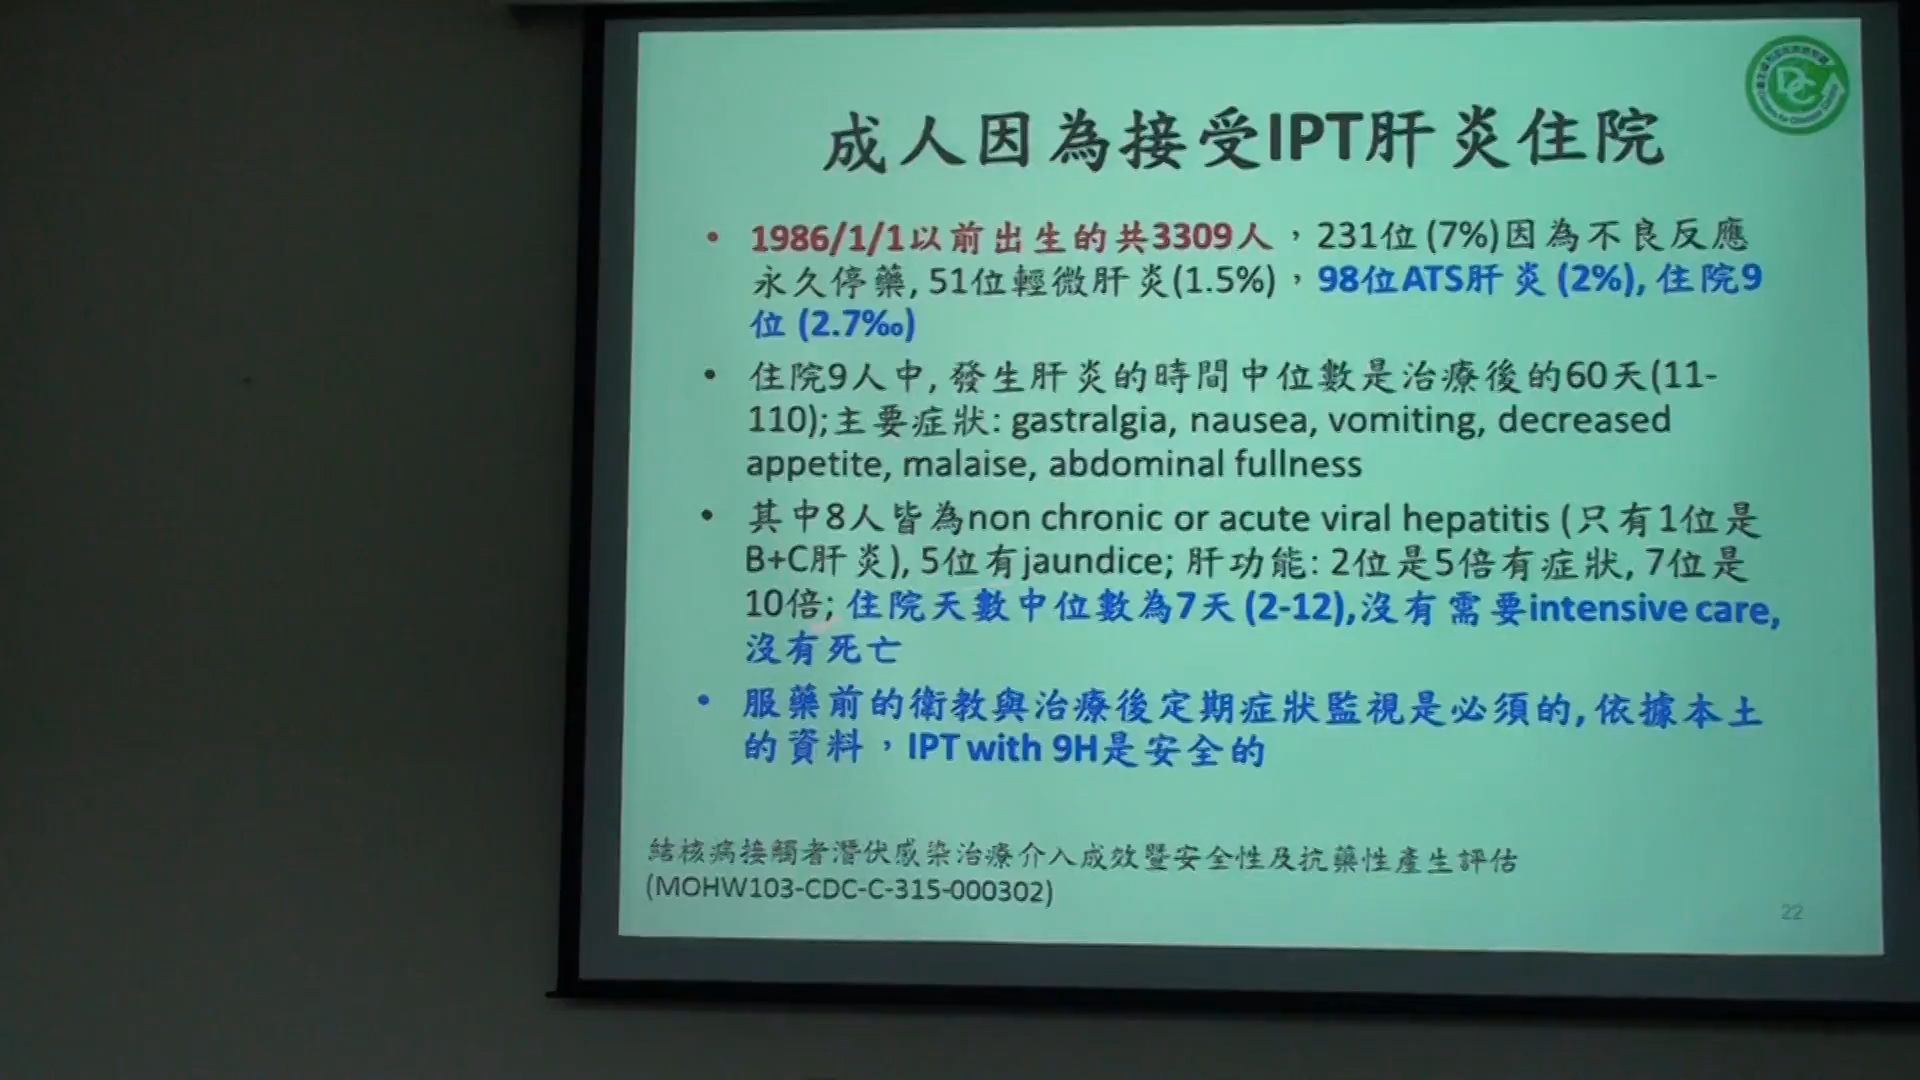 成人因為接受IPT肝炎住院
• 1986/1/1以前出生的共3309人，231位(7%)因為不良反應
永久停藥, 51位輕微肝炎(1.5%)，98位ATS肝炎(2%), 住院9
位 (2.7‰)
• 住院9人中, 發生肝炎的時間中位數是治療後的60天(11-
110);主要症狀: gastralgia, nausea, vomiting, decreased
appetite, malaise, abdominal fullness
• 其中8人皆為non chronic or acute viral hepatitis (只有1位是
B+C肝炎), 5位有jaundice; 肝功能: 2位是5倍有症狀, 7位是
10倍; 住院天數中位數為7天 (2-12),沒有需要intensive care,
沒有死亡
• 服藥前的衛教與治療後定期症狀監視是必須的, 依據本土
的資料，IPT with 9H是安全的
結核病接觸者潛伏感染治療介入成效暨安全性及抗藥性產生評估
(MOHW103-CDC-C-315-000302)
22